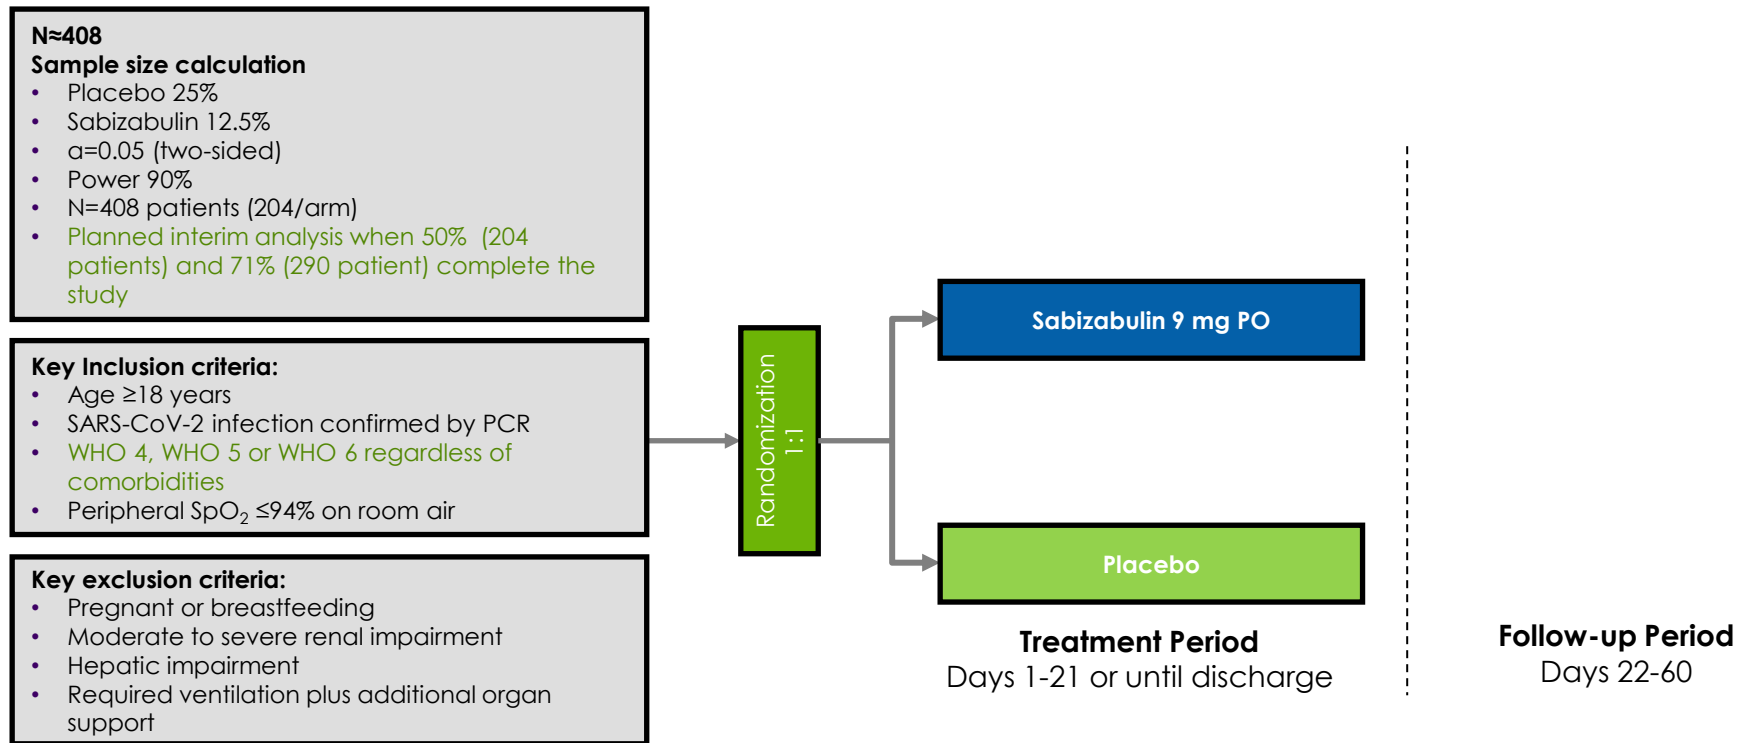 N≈408
Sample size calculation
• Placebo 25%
• Sabizabulin 12.5%
• α=0.05 (two-sided)
• Power 90%
• N=408 patients (204/arm)
• Planned interim analysis when 50%  (204
patients) and 71% (290 patient) complete the
study
Key Inclusion criteria:
• Age ≥18 years
• SARS-CoV-2 infection confirmed by PCR
• WHO 4, WHO 5 or WHO 6 regardless of
comorbidities
• Peripheral SpO₂ ≤94% on room air
Key exclusion criteria:
• Pregnant or breastfeeding
• Moderate to severe renal impairment
• Hepatic impairment
• Required ventilation plus additional organ
support
Randomization
1:1
Sabizabulin 9 mg PO
Placebo
Treatment Period
Days 1-21 or until discharge
Follow-up Period
Days 22-60